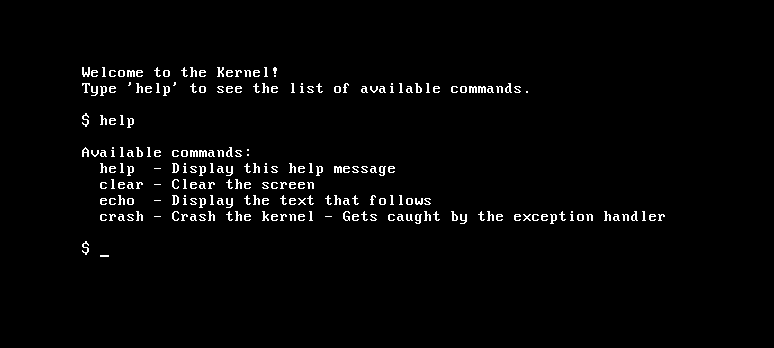 Welcome to the Kernel!
Type 'help' to see the list of available commands.
$ help
Available commands:
  help  - Display this help message
  clear - Clear the screen
  echo  - Display the text that follows
  crash - Crash the kernel - Gets caught by the exception handler
$ _